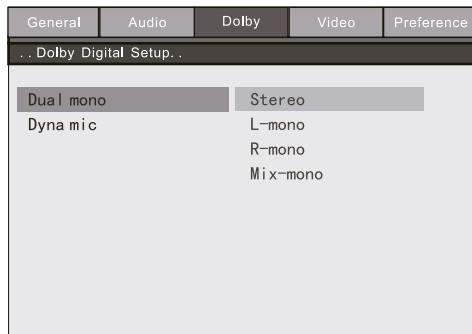 General Audio Dolby Video Preference
. . Dolby Digital Setup. .
Dual mono Stereo
Dynamic L-mono
R-mono
Mix-mono